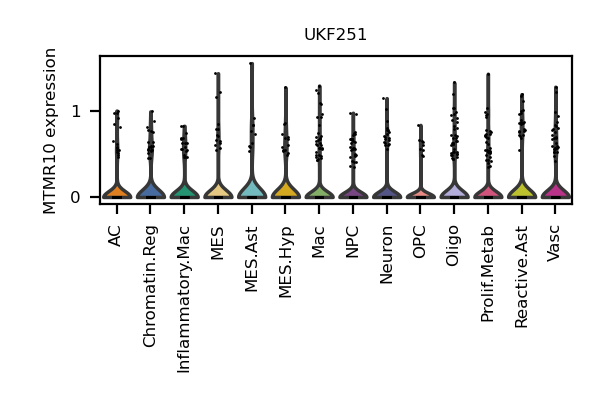 UKF251
MTMR10 expression
1
0
AC
Chromatin.Reg
Inflammatory.Mac
MES
MES.Ast
MES.Hyp
Mac
NPC
Neuron
OPC
Oligo
Prolif.Metab
Reactive.Ast
Vasc